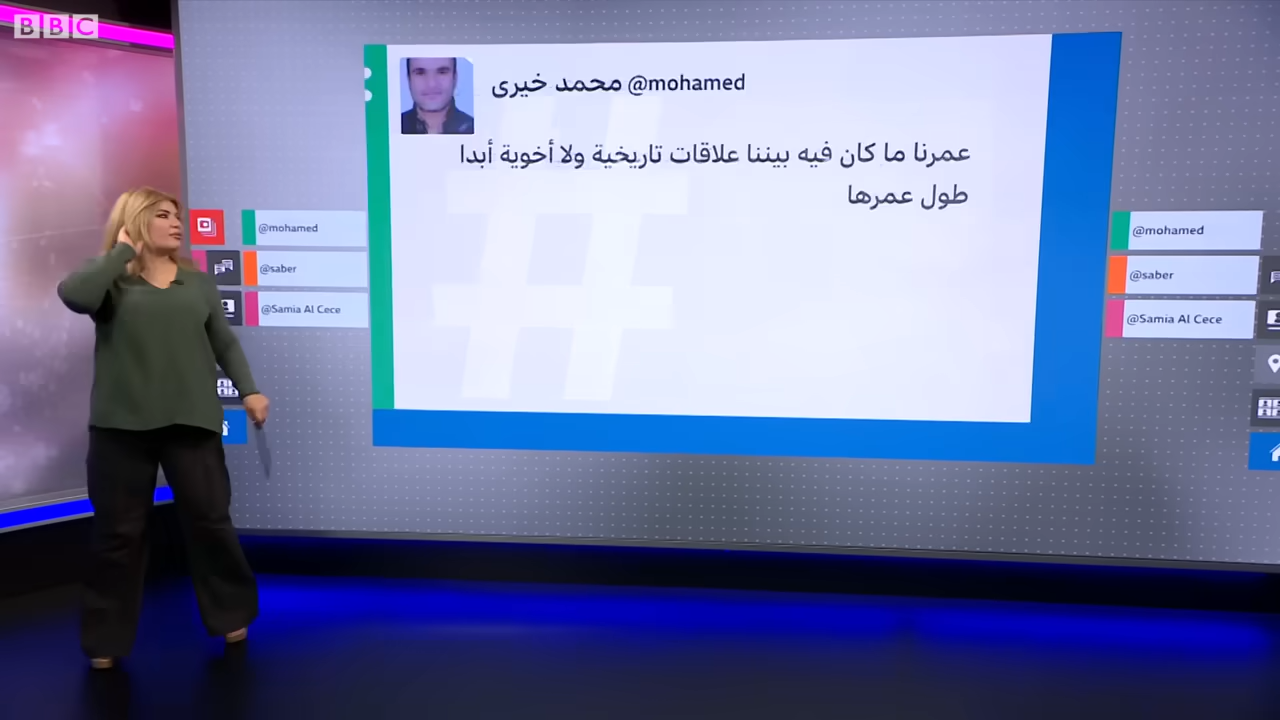 BBC
محمد خيرى @mohamed
عمرنا ما كان فيه بيننا علاقات تاريخية ولا أخوية أبدا
طول عمرها
@mohamed
@saber
@Samia Al Cece
@mohamed
@saber
@Samia Al Cece